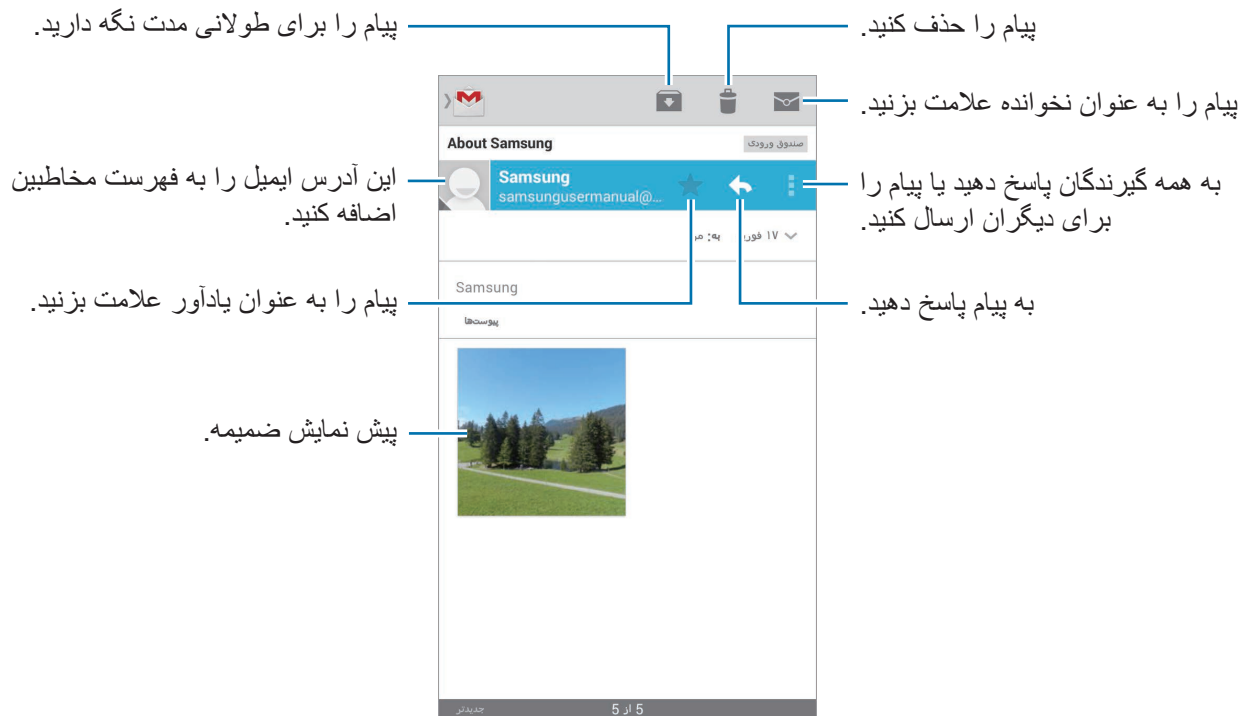 پیام را حذف کنید.
پیام را برای طولانی مدت نگه دارید.
پیام را به عنوان نخوانده علامت بزنید.
About Samsung
صندوق ورودی
به همه گیرندگان پاسخ دهید یا پیام را
برای دیگران ارسال کنید.
Samsung
samsungusermanual@...
این آدرس ایمیل را به فهرست مخاطبین
اضافه کنید.
۱۷ فوریه به: من
به پیام پاسخ دهید.
Samsung
پیام را به عنوان یادآور علامت بزنید.
پیوست‌ها
پیش نمایش ضمیمه.
5 از 5
جدیدتر